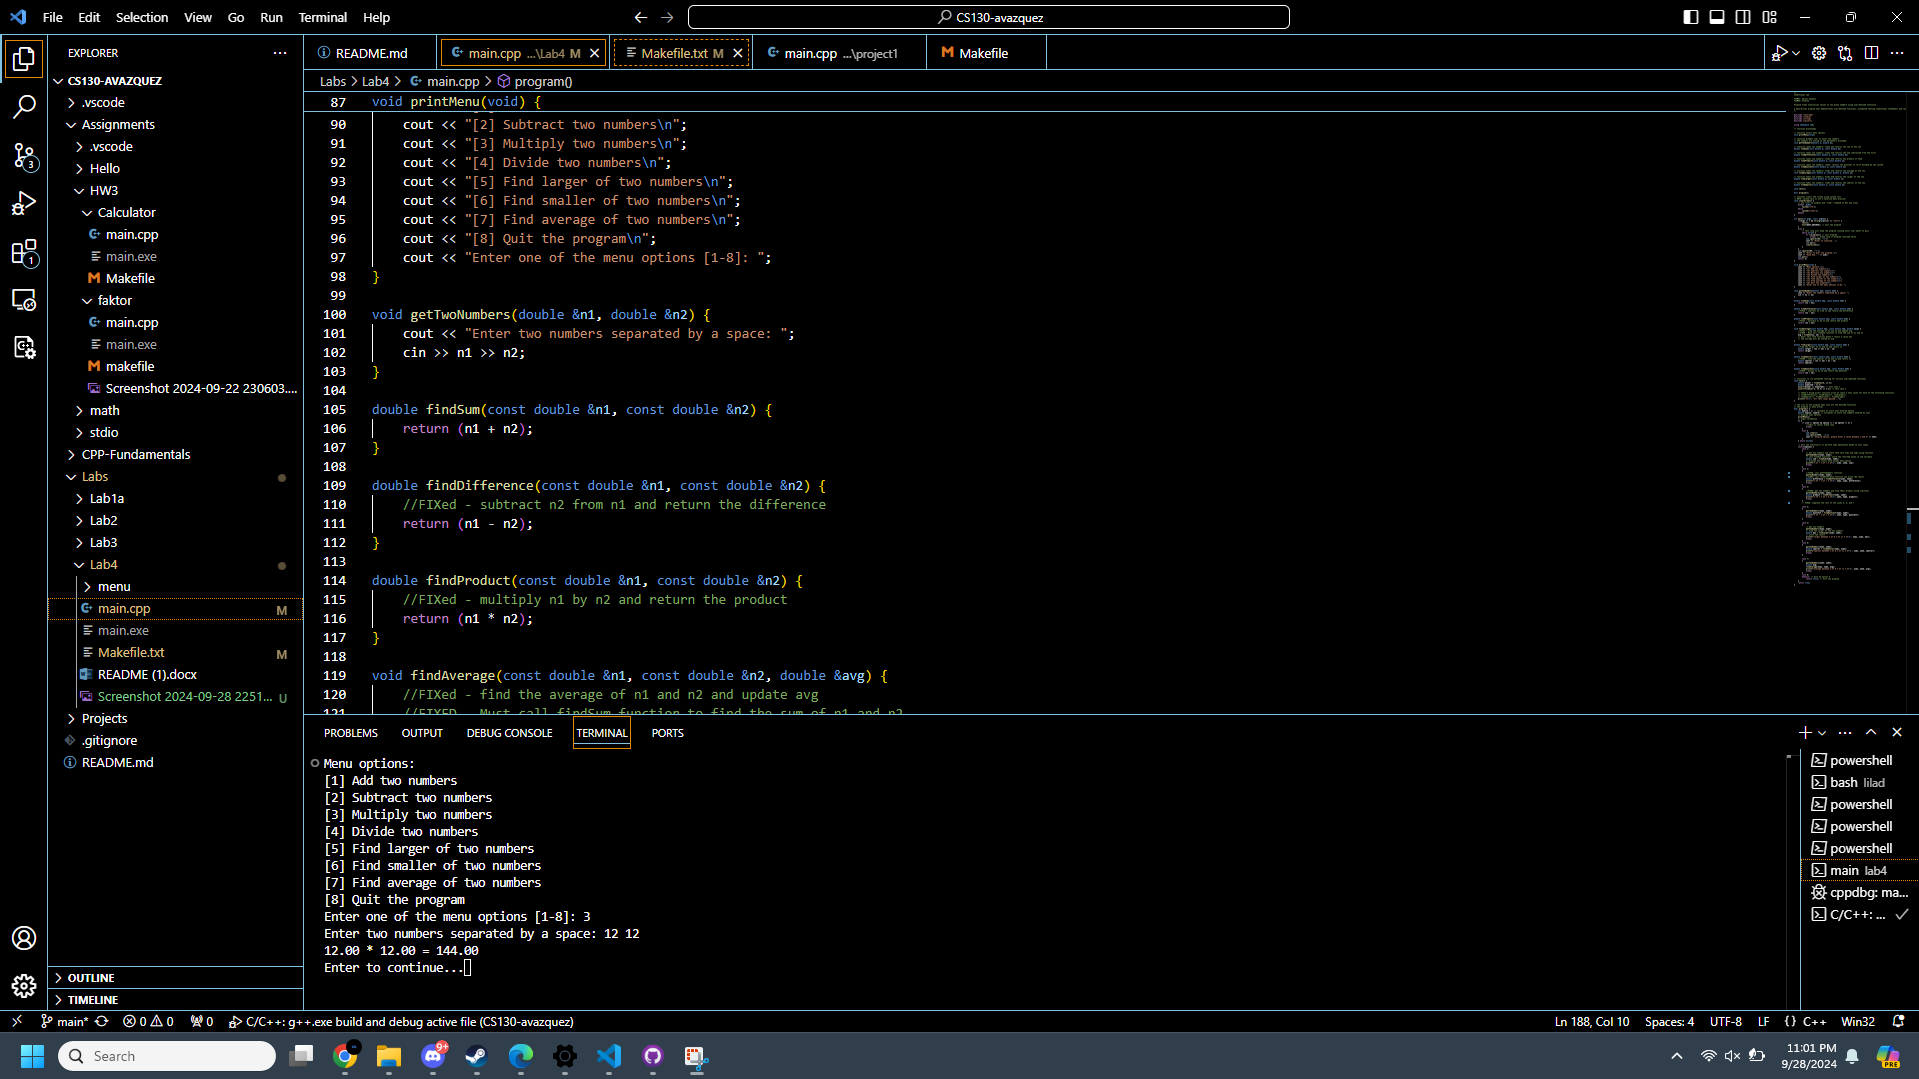 File Edit Selection View Go Run Terminal Help
CS130-avazquez
EXPLORER
CS130-AVAZQUEZ
.vscode
Assignments
.vscode
Hello
HW3
Calculator
main.cpp
main.exe
Makefile
faktor
main.cpp
main.exe
makefile
Screenshot 2024-09-22 230603....
math
stdio
CPP-Fundamentals
Labs
Lab1a
Lab2
Lab3
Lab4
menu
main.cpp M
main.exe
Makefile.txt M
README (1).docx
Screenshot 2024-09-28 2251... U
Projects
.gitignore
README.md
OUTLINE
TIMELINE
README.md
main.cpp ...\Lab4 M
Makefile.txt M
main.cpp ...\project1
Makefile
Labs > Lab4 > main.cpp > program()
87 void printMenu(void) {
90 cout << "[2] Subtract two numbers\n";
91 cout << "[3] Multiply two numbers\n";
92 cout << "[4] Divide two numbers\n";
93 cout << "[5] Find larger of two numbers\n";
94 cout << "[6] Find smaller of two numbers\n";
95 cout << "[7] Find average of two numbers\n";
96 cout << "[8] Quit the program\n";
97 cout << "Enter one of the menu options [1-8]: ";
98 }
99
100 void getTwoNumbers(double &n1, double &n2) {
101 cout << "Enter two numbers separated by a space: ";
102 cin >> n1 >> n2;
103 }
104
105 double findSum(const double &n1, const double &n2) {
106 return (n1 + n2);
107 }
108
109 double findDifference(const double &n1, const double &n2) {
110 //FIXed - subtract n2 from n1 and return the difference
111 return (n1 - n2);
112 }
113
114 double findProduct(const double &n1, const double &n2) {
115 //FIXed - multiply n1 by n2 and return the product
116 return (n1 * n2);
117 }
118
119 void findAverage(const double &n1, const double &n2, double &avg) {
120 //FIXed - find the average of n1 and n2 and update avg
121 //FIXED - Must call findSum function to find the sum of n1 and n2
PROBLEMS OUTPUT DEBUG CONSOLE TERMINAL PORTS
Menu options:
[1] Add two numbers
[2] Subtract two numbers
[3] Multiply two numbers
[4] Divide two numbers
[5] Find larger of two numbers
[6] Find smaller of two numbers
[7] Find average of two numbers
[8] Quit the program
Enter one of the menu options [1-8]: 3
Enter two numbers separated by a space: 12 12
12.00 * 12.00 = 144.00
Enter to continue...
powershell
bash lilad
powershell
powershell
powershell
main lab4
cppdbg: ma...
C/C++: ...
3
1
main* 0 0 0 C/C++: g++.exe build and debug active file (CS130-avazquez)
Ln 188, Col 10 Spaces: 4 UTF-8 LF {} C++ Win32
Search
9+
11:01 PM
9/28/2024
PRE